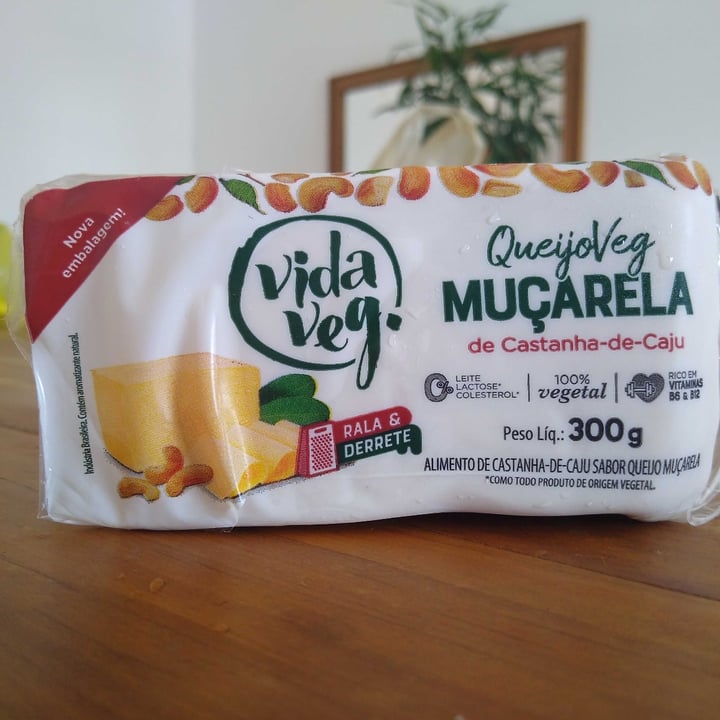 Nova
embalagem!
vida
veg.
QueijoVeg
MUÇARELA
de Castanha-de-Caju
0%
LEITE
LACTOSE*
COLESTEROL*
100%
vegetal
RICO EM
VITAMINAS
B6 & B12
RALA &
DERRETE
Peso Líq.: 300 g
ALIMENTO DE CASTANHA-DE-CAJU SABOR QUEIJO MUÇARELA
*COMO TODO PRODUTO DE ORIGEM VEGETAL.
Indústria Brasileira. Contém aromatizante natural.